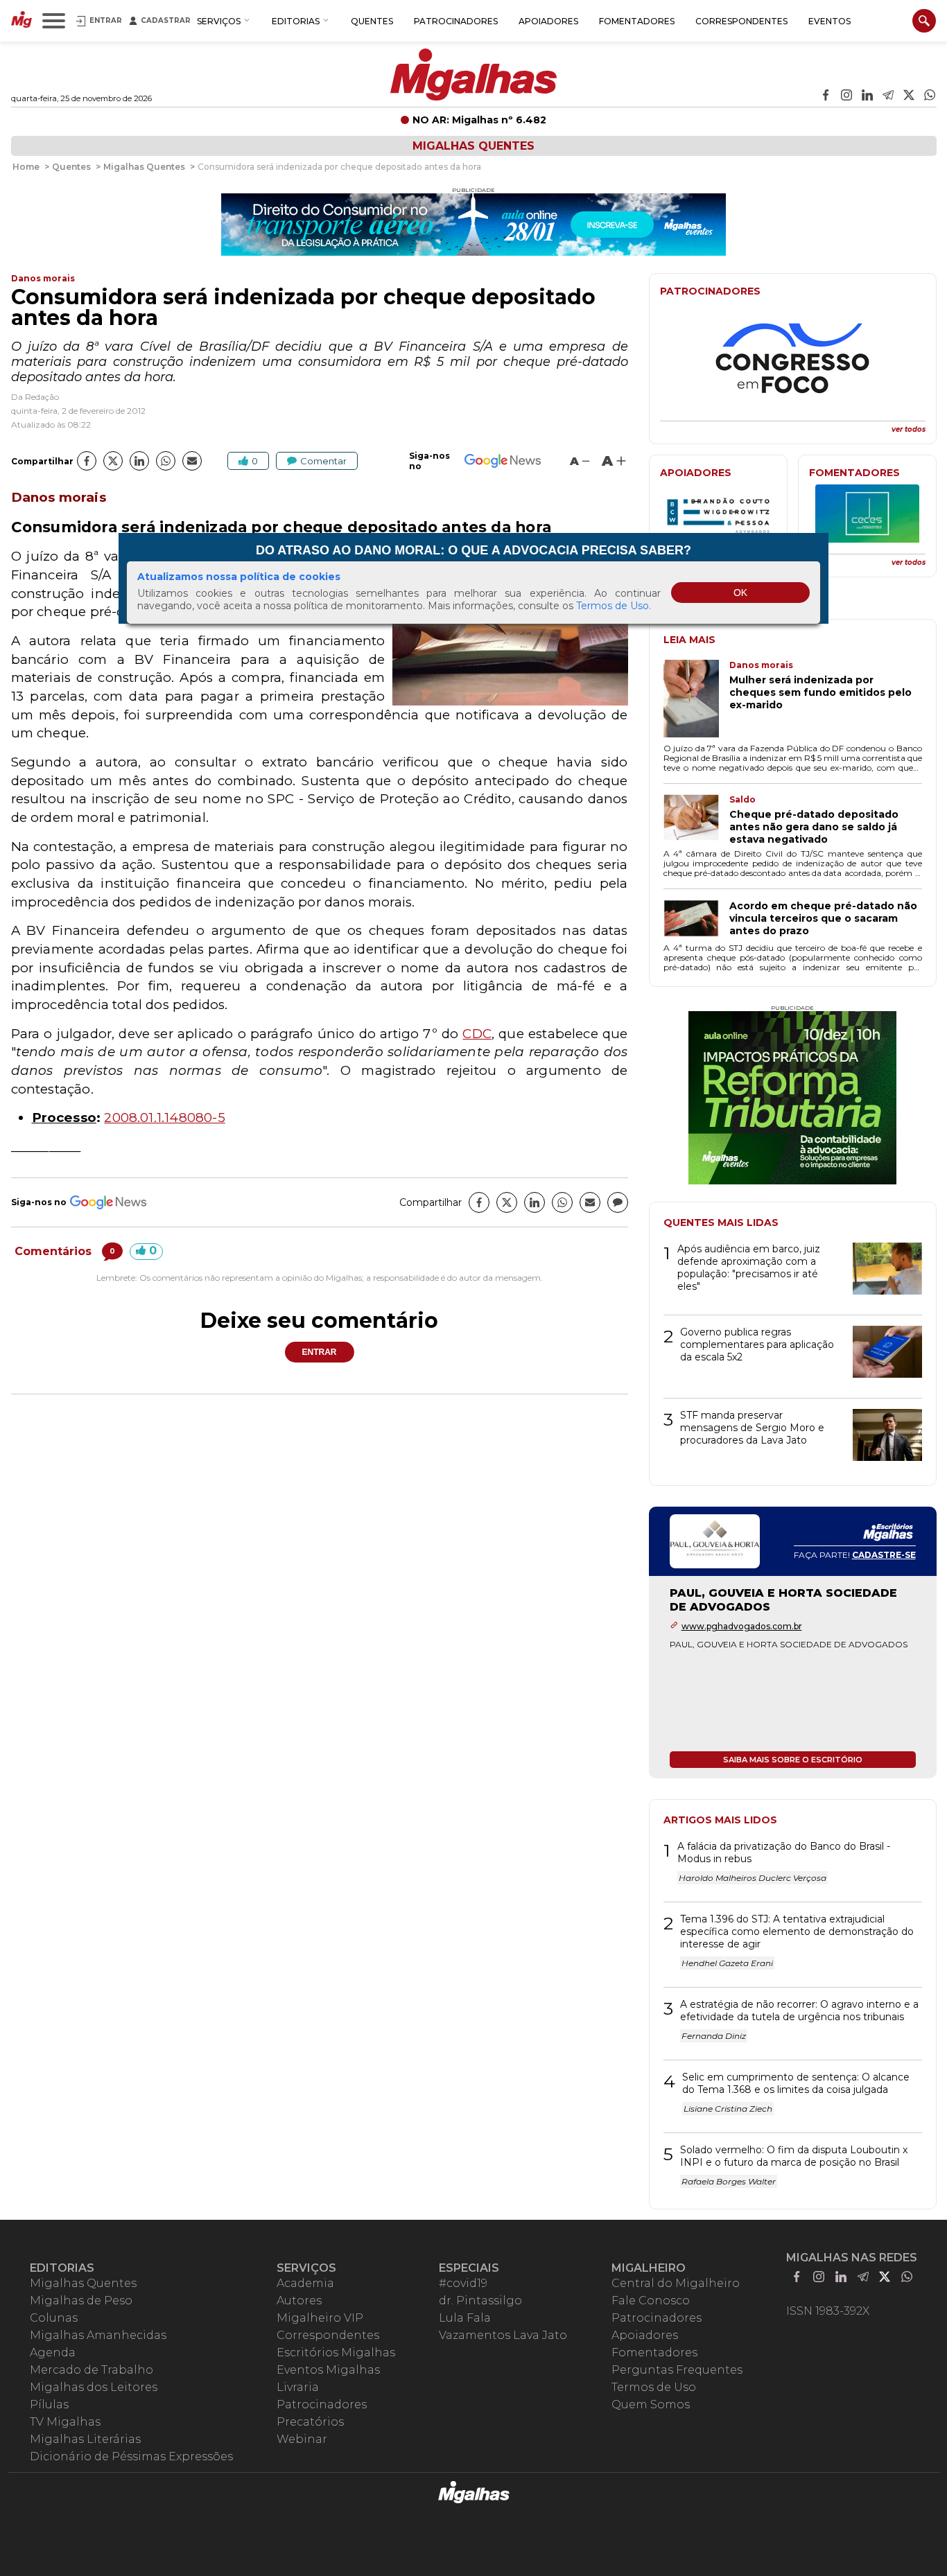 Mg
ENTRAR
CADASTRAR
SERVIÇOS
EDITORIAS
QUENTES
PATROCINADORES
APOIADORES
FOMENTADORES
CORRESPONDENTES
EVENTOS
quarta-feira, 25 de novembro de 2026
Migalhas
NO AR: Migalhas nº 6.482
MIGALHAS QUENTES
Home > Quentes > Migalhas Quentes > Consumidora será indenizada por cheque depositado antes da hora
PUBLICIDADE
Direito do Consumidor no
transporte aéreo
DA LEGISLAÇÃO À PRÁTICA
aula online
28/01
INSCREVA-SE
Migalhas
eventos
Danos morais
Consumidora será indenizada por cheque depositado
antes da hora
O juízo da 8ª vara Cível de Brasília/DF decidiu que a BV Financeira S/A e uma empresa de
materiais para construção indenizem uma consumidora em R$ 5 mil por cheque pré-datado
depositado antes da hora.
Da Redação
quinta-feira, 2 de fevereiro de 2012
Atualizado às 08:22
Compartilhar
0
Comentar
Siga-nos
no
Google News
A −
A +
Danos morais
Consumidora será indenizada por cheque depositado antes da hora
O juízo da 8ª va
Financeira S/A
construção inde
por cheque pré-d
DO ATRASO AO DANO MORAL: O QUE A ADVOCACIA PRECISA SABER?
Atualizamos nossa política de cookies
Utilizamos cookies e outras tecnologias semelhantes para melhorar sua experiência. Ao continuar
navegando, você aceita a nossa política de monitoramento. Mais informações, consulte os Termos de Uso.
OK
A autora relata que teria firmado um financiamento
bancário com a BV Financeira para a aquisição de
materiais de construção. Após a compra, financiada em
13 parcelas, com data para pagar a primeira prestação
um mês depois, foi surpreendida com uma correspondência que notificava a devolução de
um cheque.
Segundo a autora, ao consultar o extrato bancário verificou que o cheque havia sido
depositado um mês antes do combinado. Sustenta que o depósito antecipado do cheque
resultou na inscrição de seu nome no SPC - Serviço de Proteção ao Crédito, causando danos
de ordem moral e patrimonial.
Na contestação, a empresa de materiais para construção alegou ilegitimidade para figurar no
polo passivo da ação. Sustentou que a responsabilidade para o depósito dos cheques seria
exclusiva da instituição financeira que concedeu o financiamento. No mérito, pediu pela
improcedência dos pedidos de indenização por danos morais.
A BV Financeira defendeu o argumento de que os cheques foram depositados nas datas
previamente acordadas pelas partes. Afirma que ao identificar que a devolução do cheque foi
por insuficiência de fundos se viu obrigada a inscrever o nome da autora nos cadastros de
inadimplentes. Por fim, requereu a condenação da autora por litigância de má-fé e a
improcedência total dos pedidos.
Para o julgador, deve ser aplicado o parágrafo único do artigo 7º do CDC, que estabelece que
"tendo mais de um autor a ofensa, todos responderão solidariamente pela reparação dos
danos previstos nas normas de consumo". O magistrado rejeitou o argumento de
contestação.
• Processo: 2008.01.1.148080-5
___________
Siga-nos no
Google News
Compartilhar
Comentários
0
0
Lembrete: Os comentários não representam a opinião do Migalhas; a responsabilidade é do autor da mensagem.
Deixe seu comentário
ENTRAR
PATROCINADORES
CONGRESSO
em
FOCO
ver todos
APOIADORES
BCW
BRANDÃO COUTO
WIGDEROWITZ
& PESSOA
ADVOGADOS
FOMENTADORES
CECES
ver todos
LEIA MAIS
Danos morais
Mulher será indenizada por
cheques sem fundo emitidos pelo
ex-marido
O juízo da 7ª vara da Fazenda Pública do DF condenou o Banco
Regional de Brasília a indenizar em R$ 5 mil uma correntista que
teve o nome negativado depois que seu ex-marido, com que...
Saldo
Cheque pré-datado depositado
antes não gera dano se saldo já
estava negativado
A 4ª câmara de Direito Civil do TJ/SC manteve sentença que
julgou improcedente pedido de indenização de autor que teve
cheque pré-datado descontado antes da data acordada, porém ...
Acordo em cheque pré-datado não
vincula terceiros que o sacaram
antes do prazo
A 4ª turma do STJ decidiu que terceiro de boa-fé que recebe e
apresenta cheque pós-datado (popularmente conhecido como
pré-datado) não está sujeito a indenizar seu emitente p...
PUBLICIDADE
aula online
10/dez | 10h
IMPACTOS PRÁTICOS DA
Reforma
Tributária
Da contabilidade
à advocacia:
Soluções para empresas
e o impacto no cliente
Migalhas
eventos
QUENTES MAIS LIDAS
1 Após audiência em barco, juiz
defende aproximação com a
população: "precisamos ir até
eles"
2 Governo publica regras
complementares para aplicação
da escala 5x2
3 STF manda preservar
mensagens de Sergio Moro e
procuradores da Lava Jato
PAUL, GOUVEIA & HORTA
Escritórios
Migalhas
FAÇA PARTE! CADASTRE-SE
PAUL, GOUVEIA E HORTA SOCIEDADE
DE ADVOGADOS
www.pghadvogados.com.br
PAUL, GOUVEIA E HORTA SOCIEDADE DE ADVOGADOS
SAIBA MAIS SOBRE O ESCRITÓRIO
ARTIGOS MAIS LIDOS
1 A falácia da privatização do Banco do Brasil -
Modus in rebus
Haroldo Malheiros Duclerc Verçosa
2 Tema 1.396 do STJ: A tentativa extrajudicial
específica como elemento de demonstração do
interesse de agir
Hendhel Gazeta Erani
3 A estratégia de não recorrer: O agravo interno e a
efetividade da tutela de urgência nos tribunais
Fernanda Diniz
4 Selic em cumprimento de sentença: O alcance
do Tema 1.368 e os limites da coisa julgada
Lisiane Cristina Ziech
5 Solado vermelho: O fim da disputa Louboutin x
INPI e o futuro da marca de posição no Brasil
Rafaela Borges Walter
EDITORIAS
Migalhas Quentes
Migalhas de Peso
Colunas
Migalhas Amanhecidas
Agenda
Mercado de Trabalho
Migalhas dos Leitores
Pílulas
TV Migalhas
Migalhas Literárias
Dicionário de Péssimas Expressões
SERVIÇOS
Academia
Autores
Migalheiro VIP
Correspondentes
Escritórios Migalhas
Eventos Migalhas
Livraria
Patrocinadores
Precatórios
Webinar
ESPECIAIS
#covid19
dr. Pintassilgo
Lula Fala
Vazamentos Lava Jato
MIGALHEIRO
Central do Migalheiro
Fale Conosco
Patrocinadores
Apoiadores
Fomentadores
Perguntas Frequentes
Termos de Uso
Quem Somos
MIGALHAS NAS REDES
ISSN 1983-392X
Migalhas